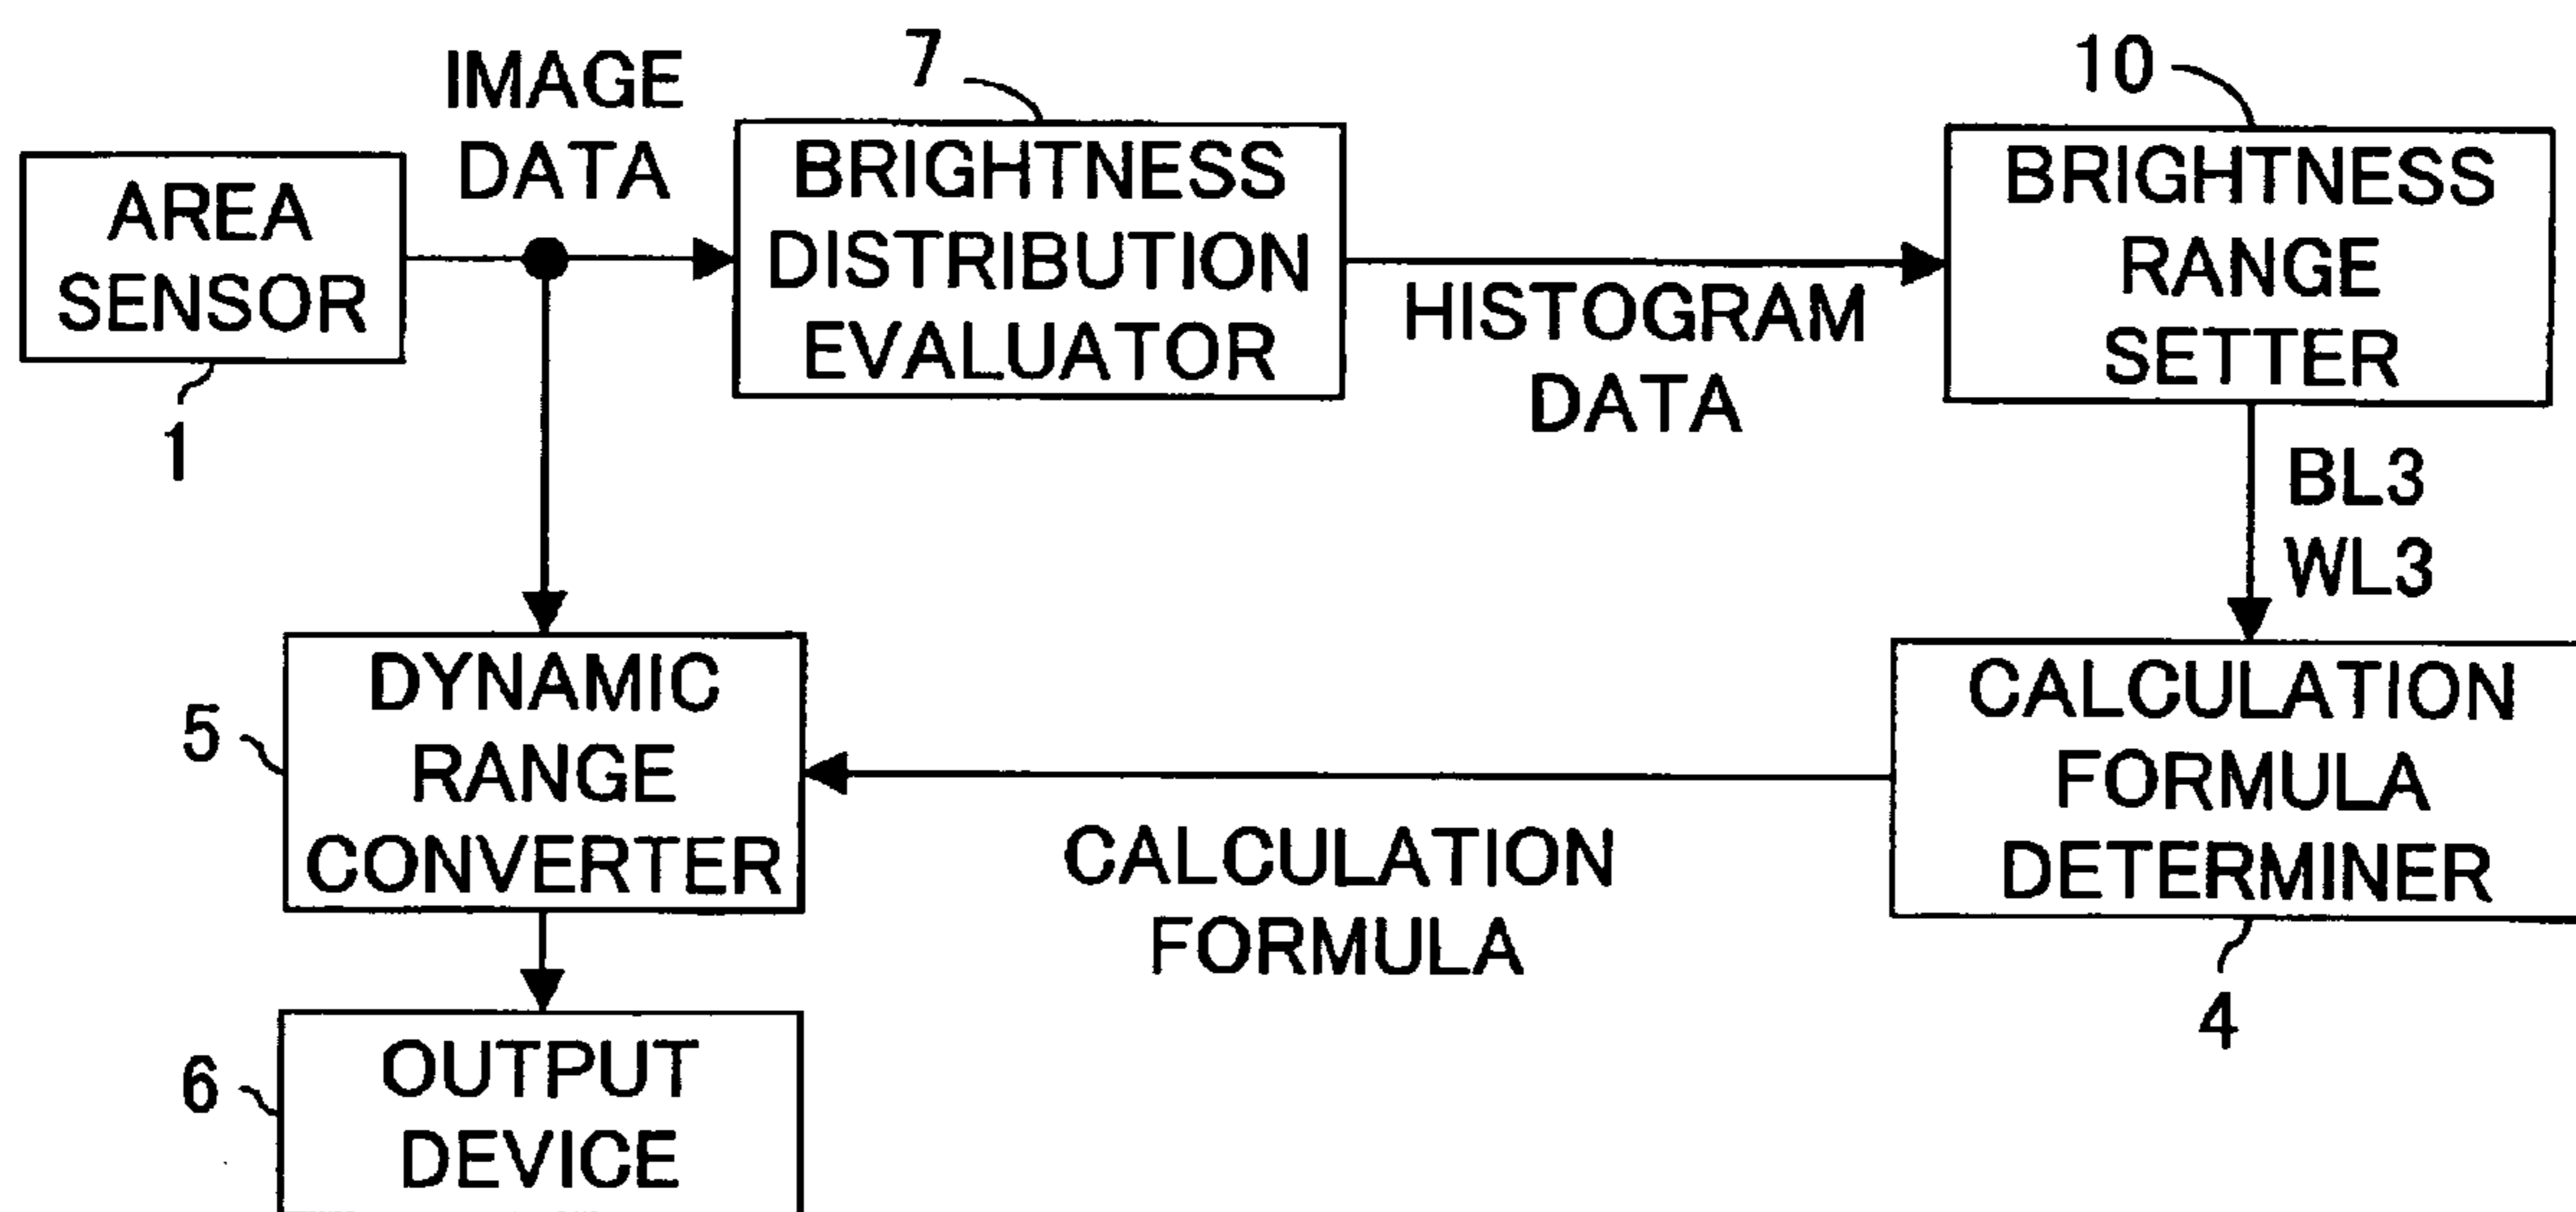 7
10
IMAGE
DATA
AREA
SENSOR
1
BRIGHTNESS
DISTRIBUTION
EVALUATOR
HISTOGRAM
DATA
BRIGHTNESS
RANGE
SETTER
BL3
WL3
5
DYNAMIC
RANGE
CONVERTER
CALCULATION
FORMULA
CALCULATION
FORMULA
DETERMINER
4
6
OUTPUT
DEVICE